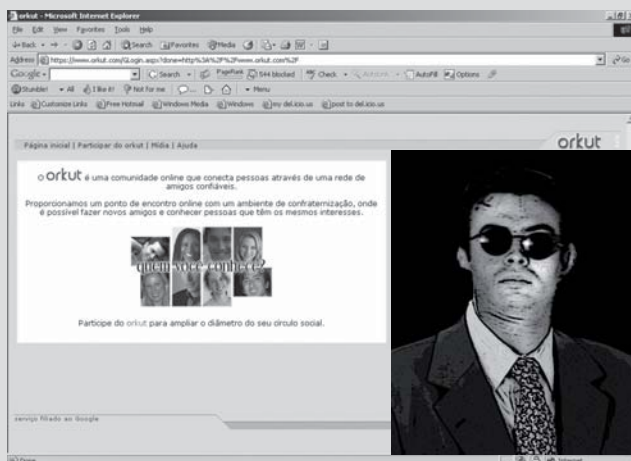 orkut - Microsoft Internet Explorer
File Edit View Favorites Tools Help
Back Search Favorites Media
Address https://www.orkut.com/GLogin.aspx?done=http%3A%2F%2Fwww.orkut.com%2F Go
Google Search PageRank 544 blocked Check AutoLink AutoFill Options
Stumble! All I like it! Not for me Menu
Links Customize Links Free Hotmail Windows Media Windows my del.icio.us post to del.icio.us
orkut
Página inicial | Participar do orkut | Mídia | Ajuda
o orkut é uma comunidade online que conecta pessoas através de uma rede de
amigos confiáveis.
Proporcionamos um ponto de encontro online com um ambiente de confraternização, onde
é possível fazer novos amigos e conhecer pessoas que têm os mesmos interesses.
quem você conhece?
Participe do orkut para ampliar o diâmetro do seu círculo social.
serviço filiado ao Google
Done Internet